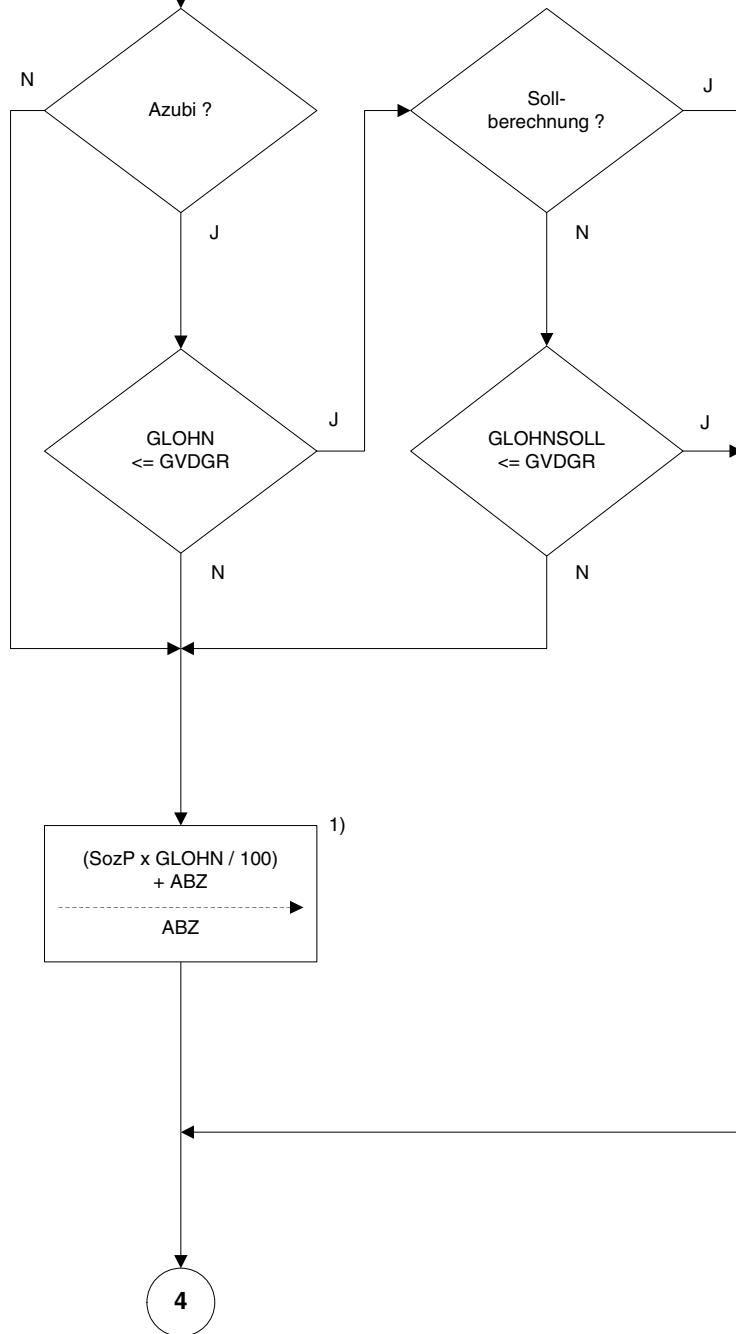 N
Azubi ?
J
Soll-
berechnung ?
J
N
GLOHN
<= GVDGR
J
N
GLOHNSOLL
<= GVDGR
J
N
1)
(SozP x GLOHN / 100)
+ ABZ
ABZ
4